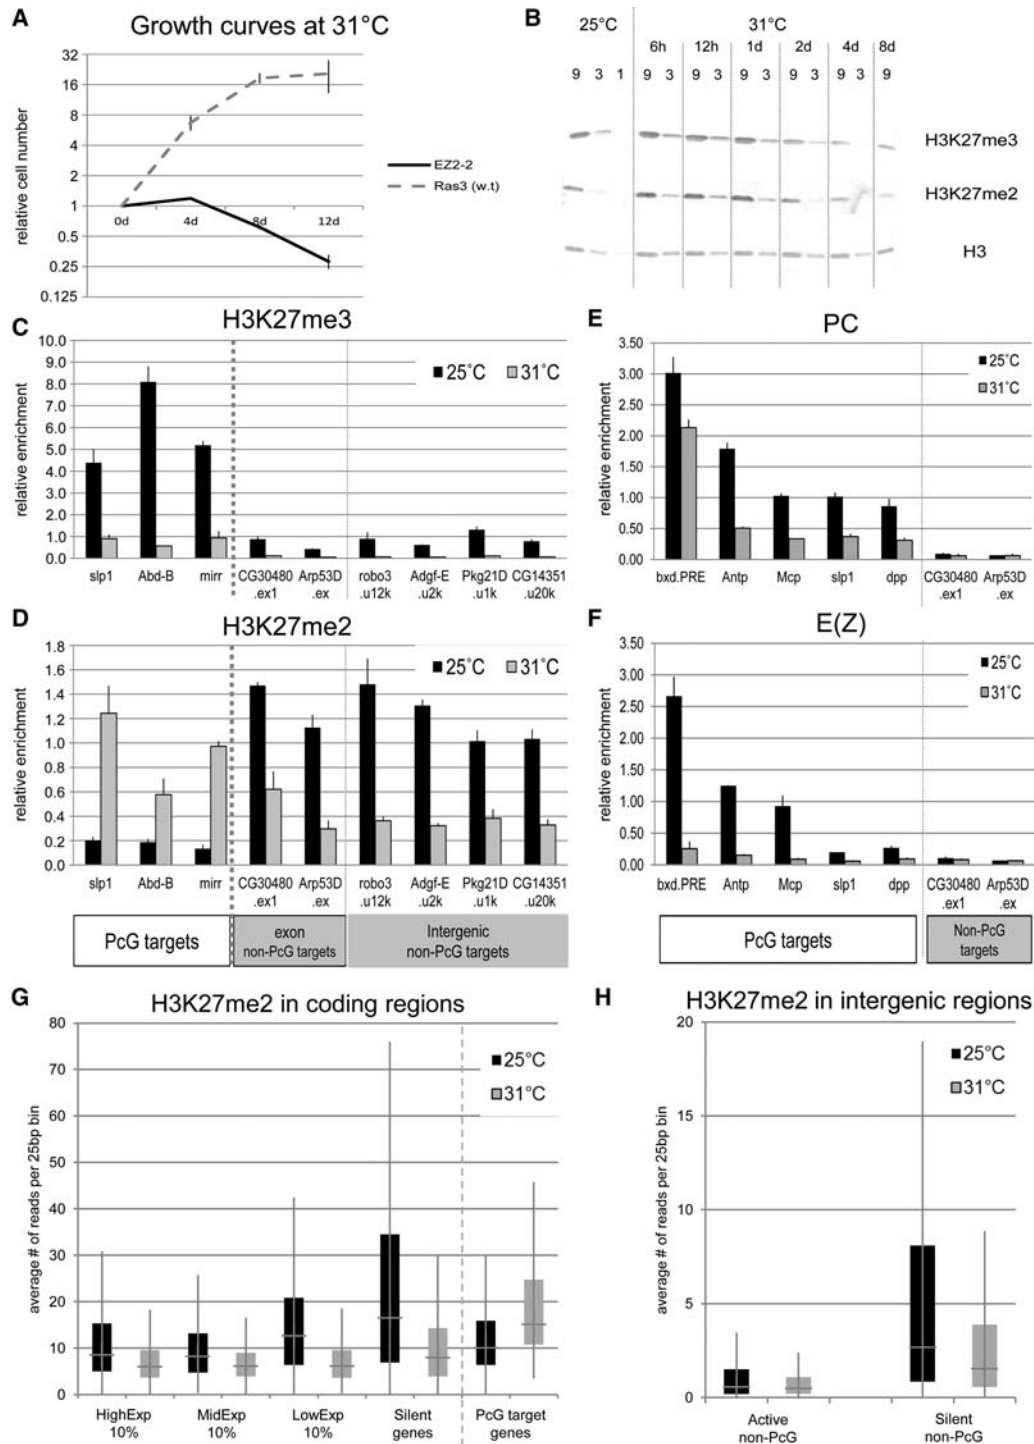 A
Growth curves at 31°C
relative cell number
32
16
8
4
2
1
0.5
0.25
0.125
0d
4d
8d
12d
EZ2-2
Ras3 (w.t)
B
25°C
31°C
6h 12h 1d 2d 4d 8d
9 3 1 9 3 9 3 9 3 9 3 9 3 9
H3K27me3
H3K27me2
H3
C
H3K27me3
relative enrichment
10.0
9.0
8.0
7.0
6.0
5.0
4.0
3.0
2.0
1.0
0.0
25°C 31°C
slp1 Abd-B mirr CG30480 Arp53D robo3 Adgf-E Pkg21D CG14351
.ex1 .ex .u12k .u2k .u1k .u20k
D
H3K27me2
relative enrichment
1.8
1.6
1.4
1.2
1.0
0.8
0.6
0.4
0.2
0.0
25°C 31°C
slp1 Abd-B mirr CG30480 Arp53D robo3 Adgf-E Pkg21D CG14351
.ex1 .ex .u12k .u2k .u1k .u20k
PcG targets
exon
non-PcG targets
Intergenic
non-PcG targets
E
PC
relative enrichment
3.50
3.00
2.50
2.00
1.50
1.00
0.50
0.00
25°C
31°C
bxd.PRE Antp Mcp slp1 dpp CG30480 Arp53D
.ex1 .ex
F
E(Z)
relative enrichment
3.50
3.00
2.50
2.00
1.50
1.00
0.50
0.00
25°C
31°C
bxd.PRE Antp Mcp slp1 dpp CG30480 Arp53D
.ex1 .ex
PcG targets
Non-PcG
targets
G
H3K27me2 in coding regions
average # of reads per 25bp bin
80
70
60
50
40
30
20
10
0
25°C
31°C
HighExp MidExp LowExp Silent PcG target
10% 10% 10% genes genes
H
H3K27me2 in intergenic regions
average # of reads per 25bp bin
20
15
10
5
0
25°C
31°C
Active Silent
non-PcG non-PcG